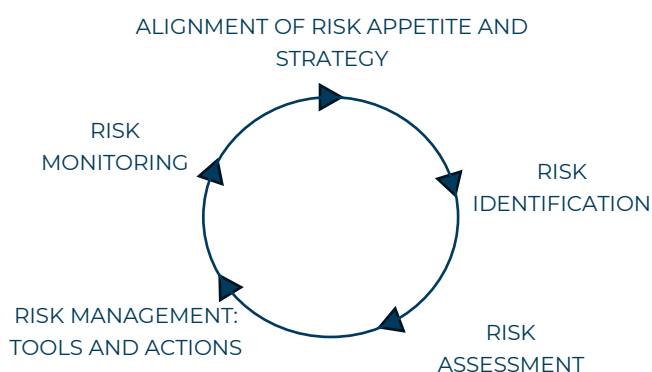 ALIGNMENT OF RISK APPETITE AND
STRATEGY
RISK
IDENTIFICATION
RISK
ASSESSMENT
RISK MANAGEMENT:
TOOLS AND ACTIONS
RISK
MONITORING